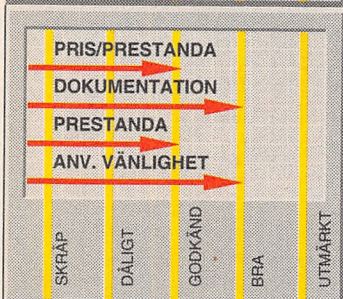 PRIS/PRESTANDA
DOKUMENTATION
PRESTANDA
ANV. VÄNLIGHET
SKRÄP
DÅLIGT
GODKÄND
BRA
UTMÄRKT